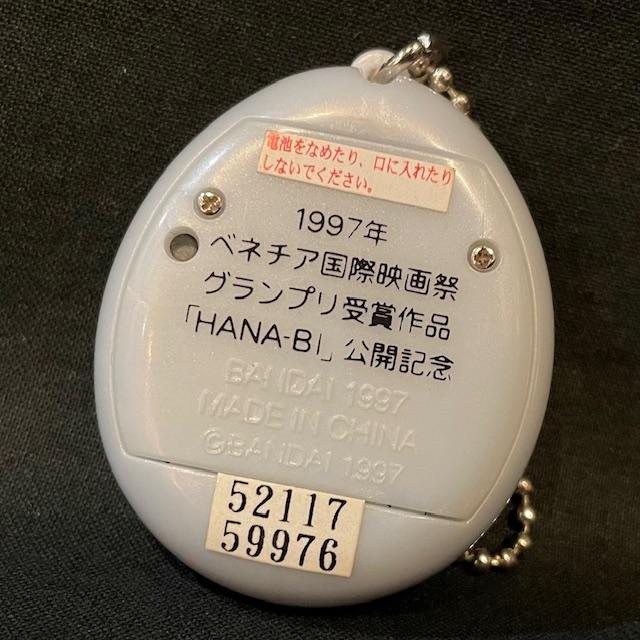 電池をなめたり、口に入れたり
しないでください。
1997年
ベネチア国際映画祭
グランプリ受賞作品
「HANA-BI」公開記念
BANDAI 1997
MADE IN CHINA
©BANDAI 1997
52117
59976